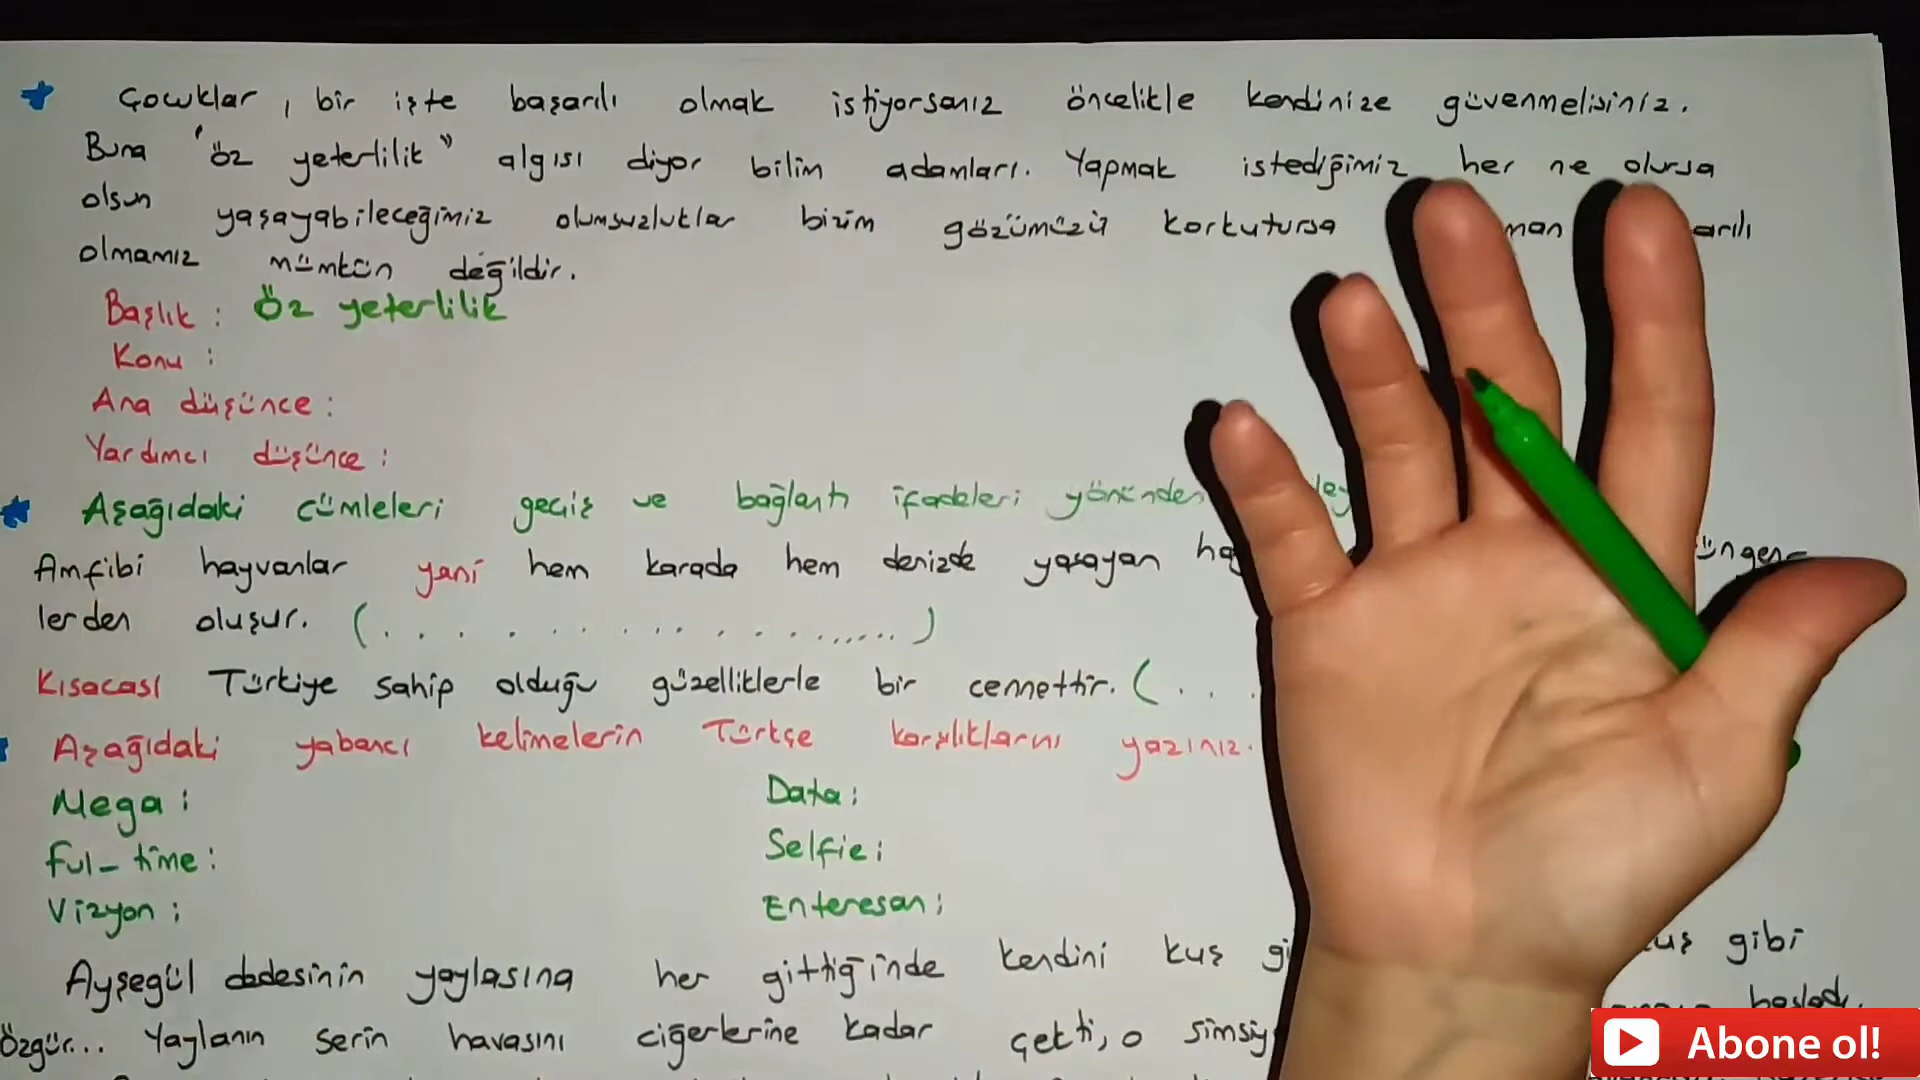 Çocuklar, bir işte başarılı olmak istiyorsanız öncelikle kendinize güvenmelisiniz.
Buna "öz yeterlilik" algısı diyor bilim adamları. Yapmak istediğimiz her ne olursa
olsun yaşayabileceğimiz olumsuzluklar bizim gözümüzü korkutursa
olmamız mümkün değildir.
Başlık : Öz yeterlilik
Konu :
Ana düşünce :
Yardımcı düşünce :
Aşağıdaki cümleleri geçiş ve bağlantı ifadeleri yönünden
Amfibi hayvanlar yani hem karada hem denizde yaşayan
lerden oluşur. (...................)
Kısacası Türkiye sahip olduğu güzelliklerle bir cennettir. (. . .
Aşağıdaki yabancı kelimelerin Türkçe karşılıklarını yazınız.
Mega :
Data :
Ful-time :
Selfie :
Vizyon :
Enteresan :
Ayşegül dedesinin yaylasına her gittiğinde kendini kuş gibi
Özgür... Yaylanın serin havasını ciğerlerine kadar çekti, o başladı.
Abone ol!